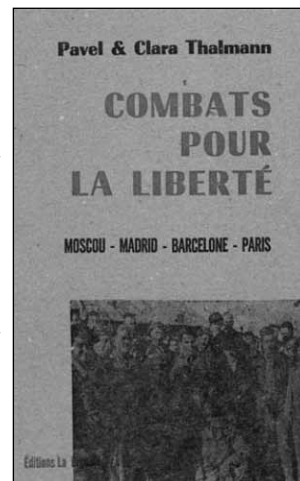 Pavel & Clara Thalmann
COMBATS
POUR
LA LIBERTÉ
MOSCOU - MADRID - BARCELONE - PARIS
Éditions La